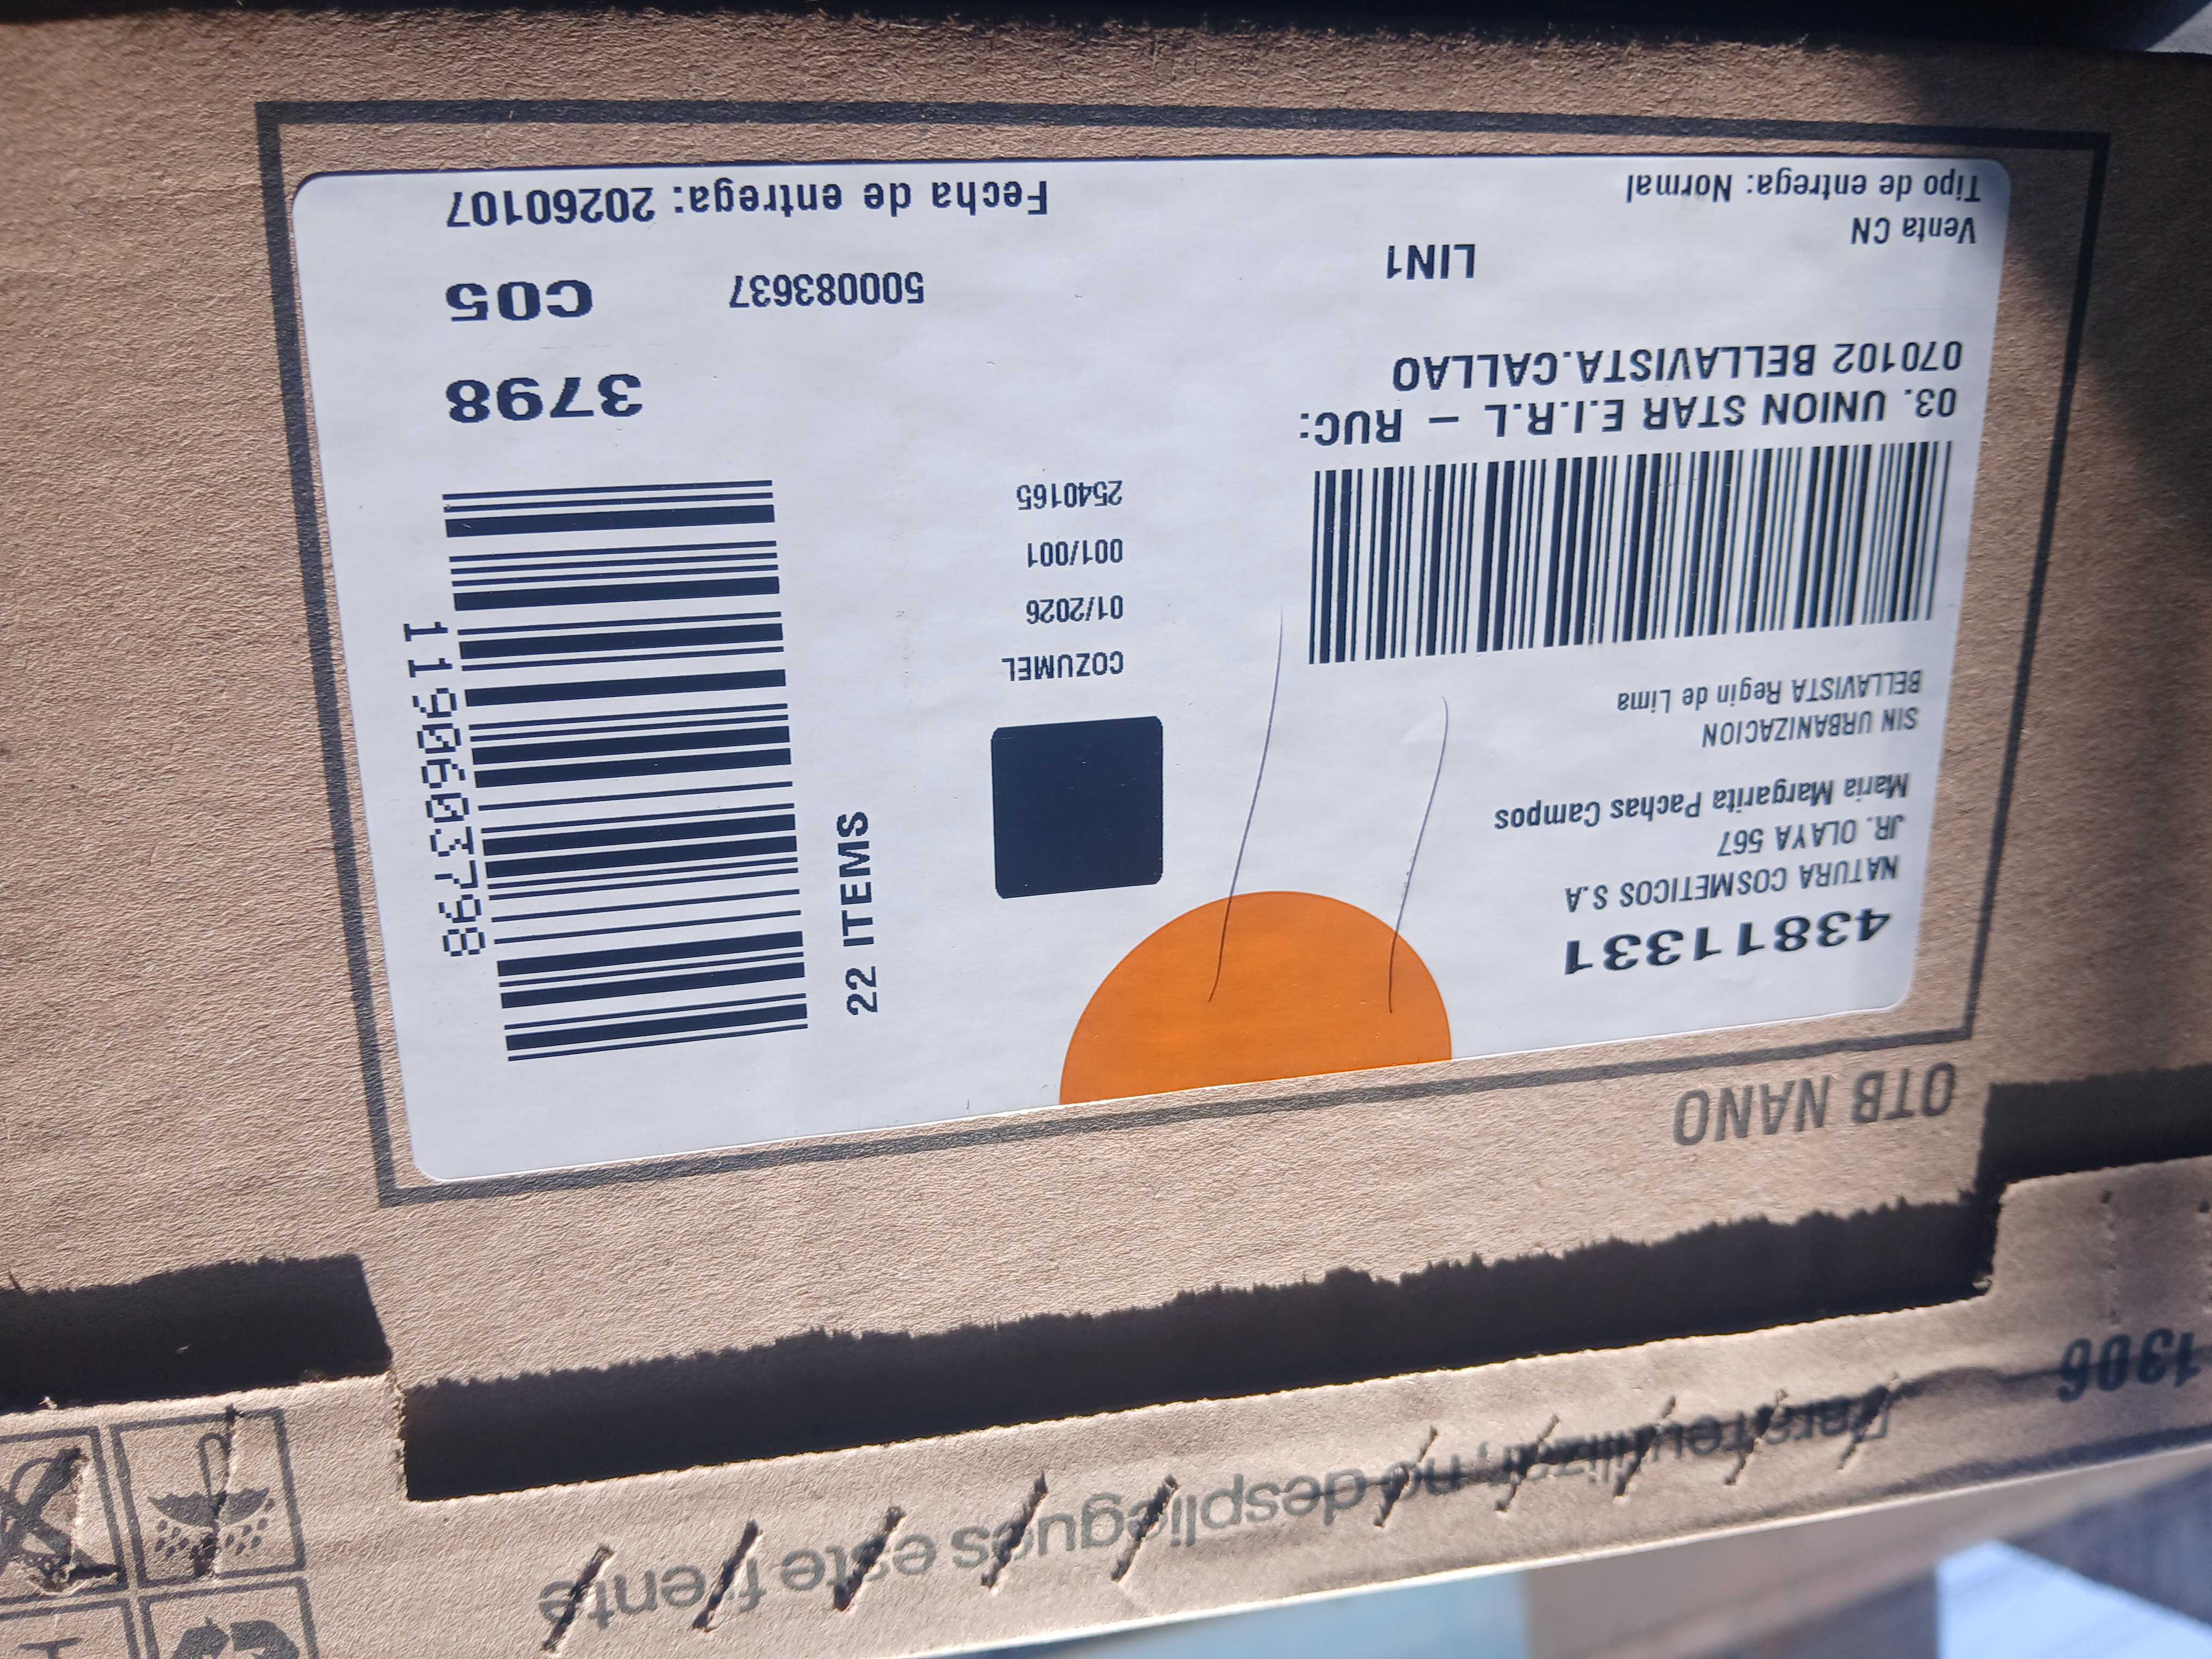 1306
Para reutilizar, no despliegues este frente
OTB NANO
43811331
NATURA COSMETICOS S.A
JR. OLAYA 567
Maria Margarita Pachas Campos
SIN URBANIZACION
BELLAVISTA Regin de Lima
03. UNION STAR E.I.R.L - RUC:
070102 BELLAVISTA.CALLAO
LIN1
Venta CN
Tipo de entrega: Normal
COZUMEL
01/2026
001/001
2540165
22 ITEMS
3798
C05
500083637
Fecha de entrega: 20260107